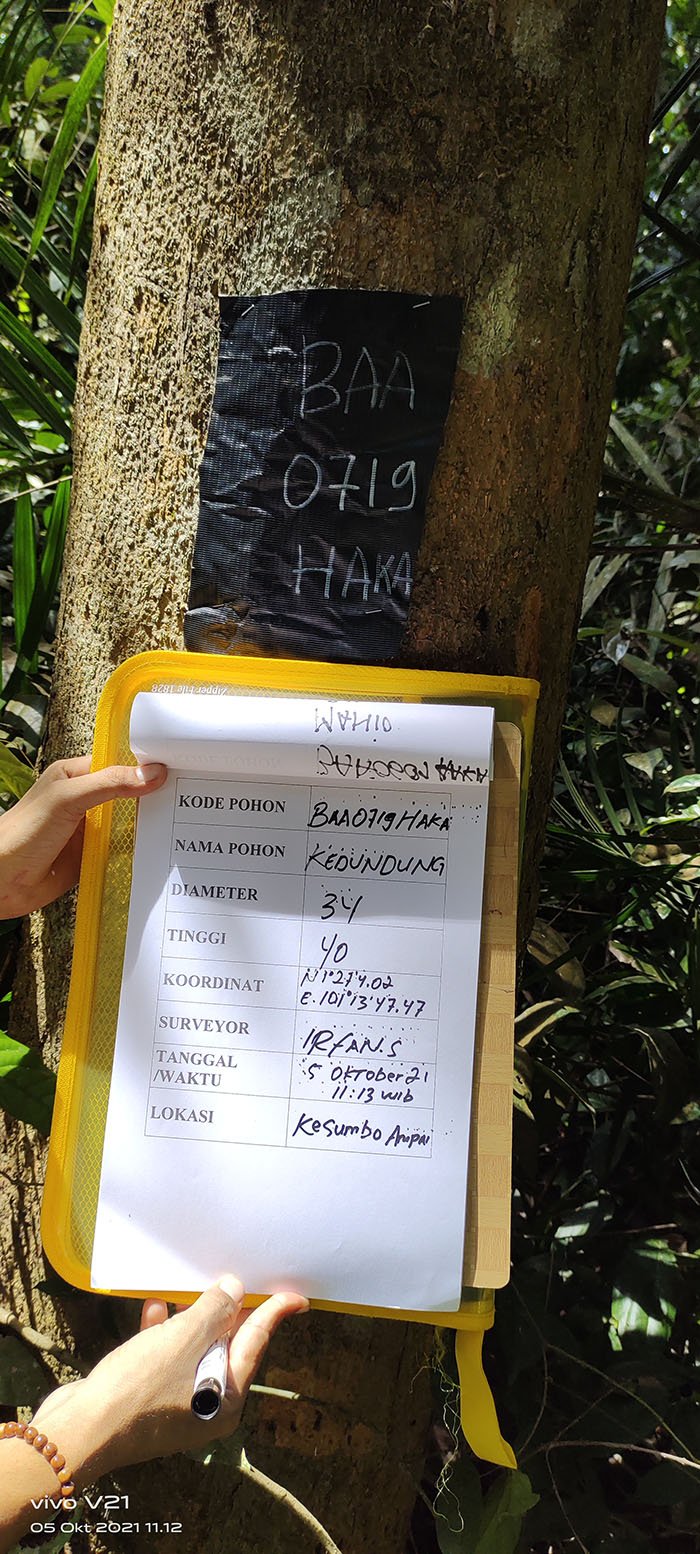 BAA
0719
HAKA
Zipper File 1828
WAHID
KODE POHON BAA0719HAKA
NAMA POHON KEDUNDUNG
DIAMETER 34
TINGGI 40
KOORDINAT N 1°27'4.02
E.101°13'47.47
SURVEYOR IRFAN.S
TANGGAL 5 Oktober 21
/WAKTU 11:13 wib
LOKASI Kesumbo Ampai
vivo V21
05 Okt 2021 11.12